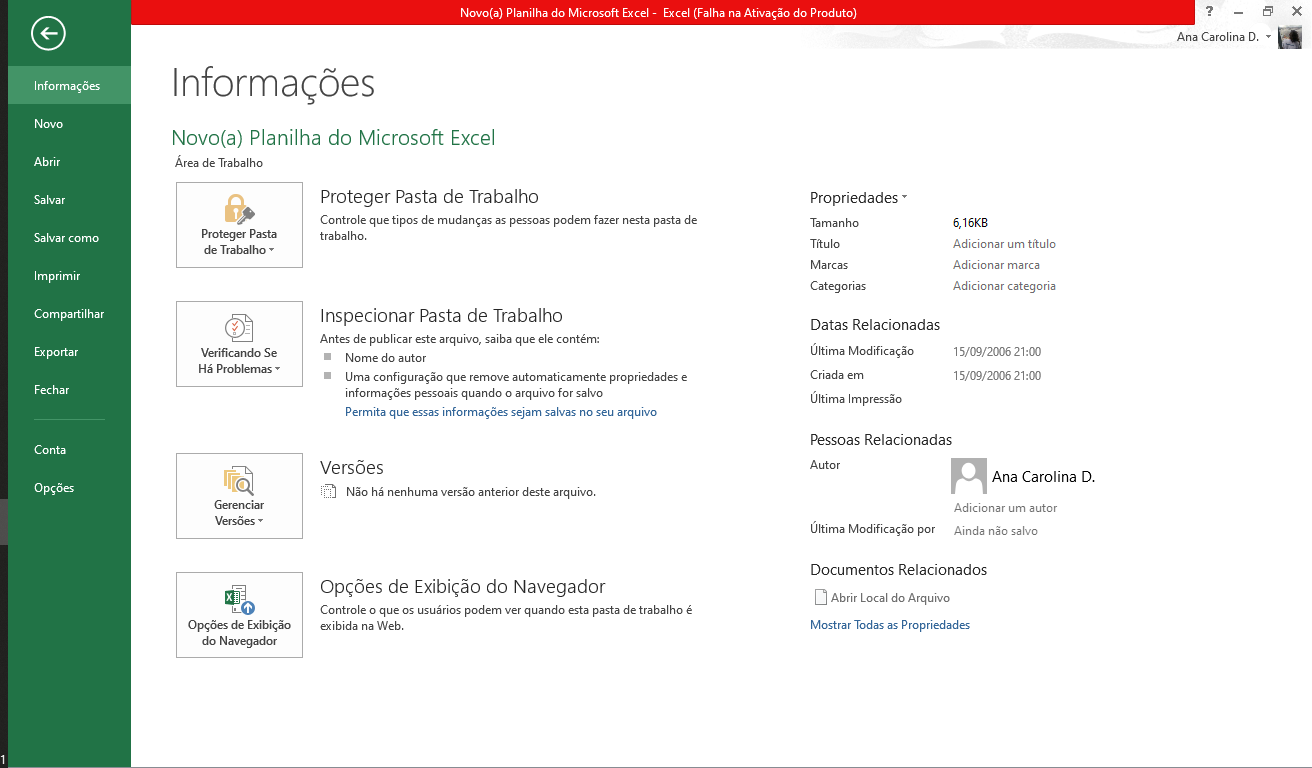 Novo(a) Planilha do Microsoft Excel - Excel (Falha na Ativação do Produto)
?
Ana Carolina D.
Informações
Novo
Abrir
Salvar
Salvar como
Imprimir
Compartilhar
Exportar
Fechar
Conta
Opções
1
Informações
Novo(a) Planilha do Microsoft Excel
Área de Trabalho
Proteger Pasta
de Trabalho
Proteger Pasta de Trabalho
Controle que tipos de mudanças as pessoas podem fazer nesta pasta de
trabalho.
Verificando Se
Há Problemas
Inspecionar Pasta de Trabalho
Antes de publicar este arquivo, saiba que ele contém:
Nome do autor
Uma configuração que remove automaticamente propriedades e
informações pessoais quando o arquivo for salvo
Permita que essas informações sejam salvas no seu arquivo
Gerenciar
Versões
Versões
Não há nenhuma versão anterior deste arquivo.
Opções de Exibição
do Navegador
Opções de Exibição do Navegador
Controle o que os usuários podem ver quando esta pasta de trabalho é
exibida na Web.
Propriedades
Tamanho 6,16KB
Título Adicionar um título
Marcas Adicionar marca
Categorias Adicionar categoria
Datas Relacionadas
Última Modificação 15/09/2006 21:00
Criada em 15/09/2006 21:00
Última Impressão
Pessoas Relacionadas
Autor Ana Carolina D.
Adicionar um autor
Última Modificação por Ainda não salvo
Documentos Relacionados
Abrir Local do Arquivo
Mostrar Todas as Propriedades